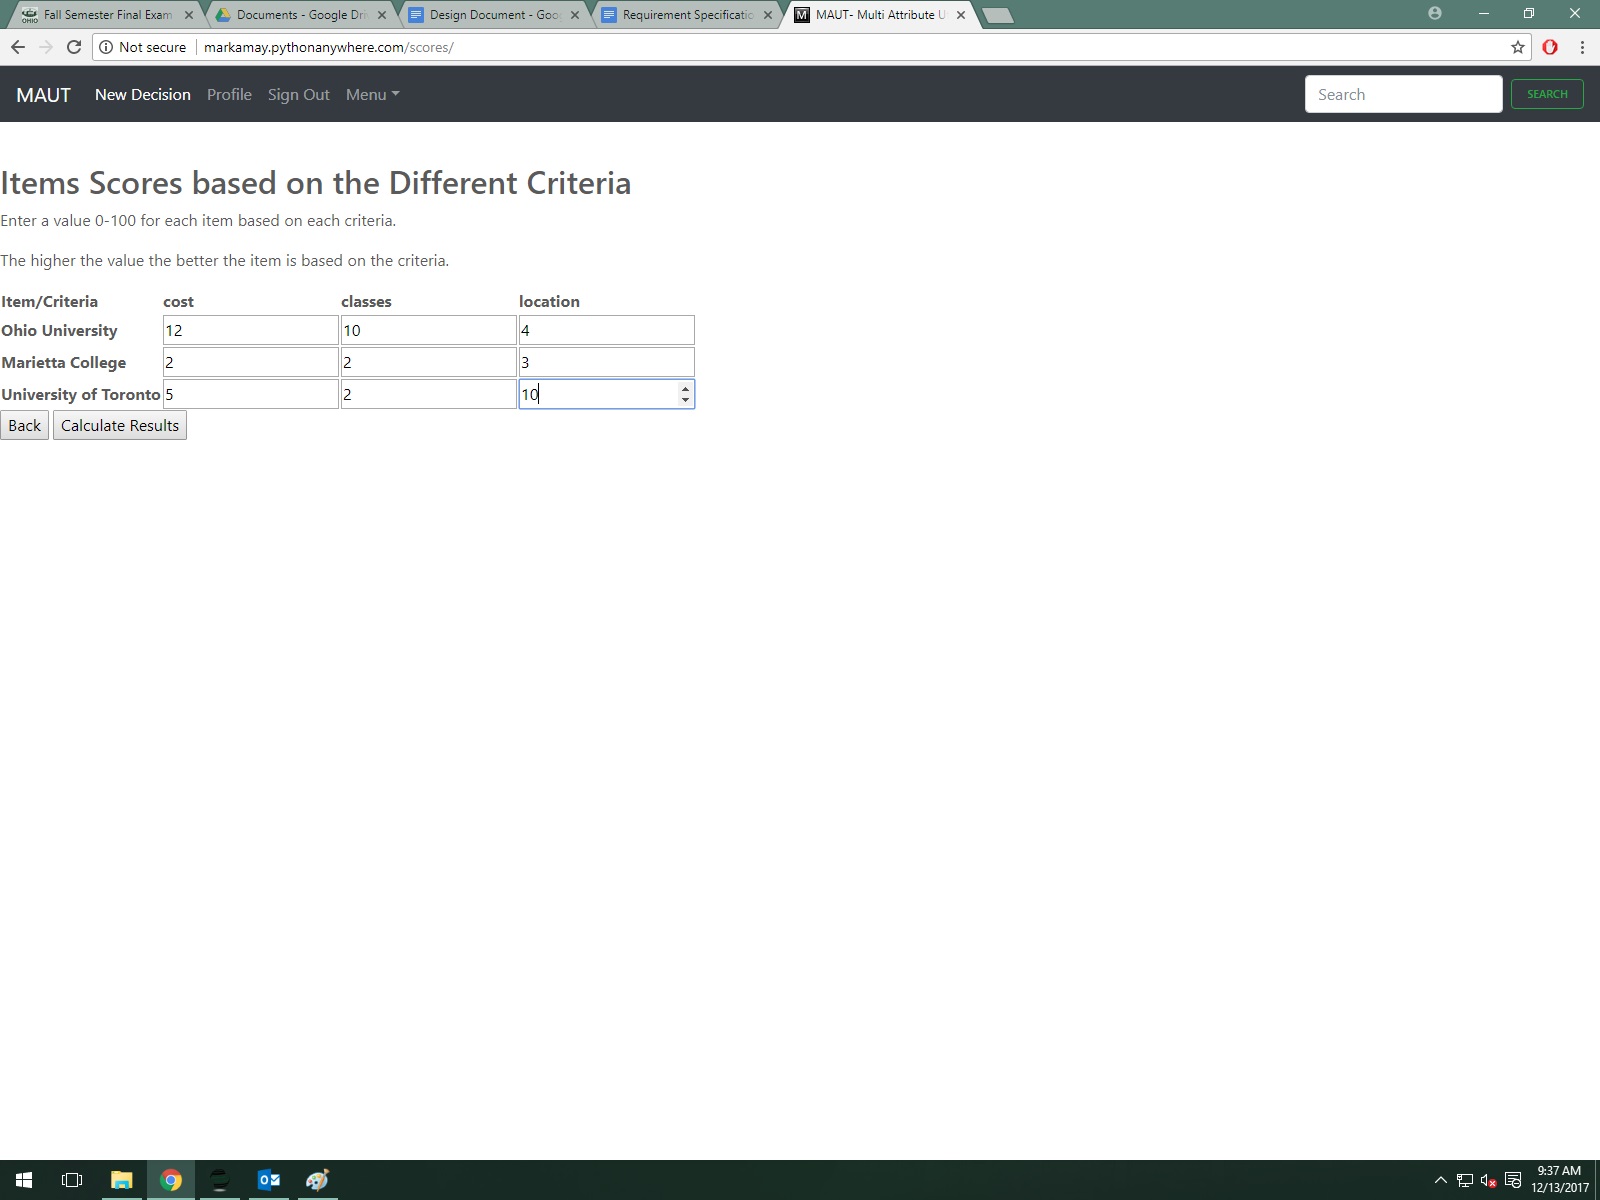 Fall Semester Final Exam
Documents - Google Dri
Design Document - Goo
Requirement Specificatio
MAUT- Multi Attribute U
Not secure
markamay.pythonanywhere.com/scores/
MAUT New Decision Profile Sign Out Menu
Search
SEARCH
Items Scores based on the Different Criteria
Enter a value 0-100 for each item based on each criteria.
The higher the value the better the item is based on the criteria.
Item/Criteria cost classes location
Ohio University 12 10 4
Marietta College 2 2 3
University of Toronto 5 2 10
Back Calculate Results
9:37 AM
12/13/2017